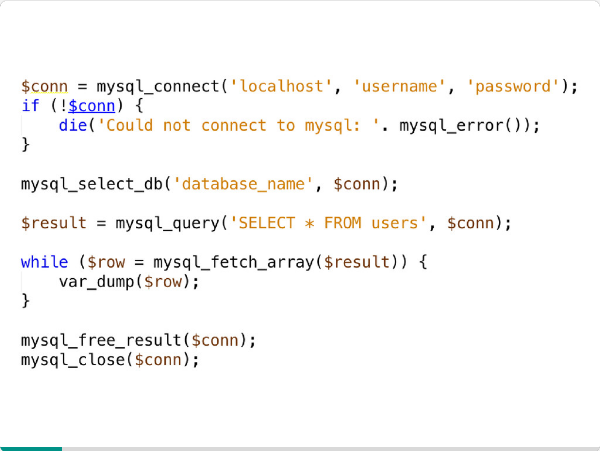 $conn = mysql_connect('localhost', 'username', 'password');
if (!$conn) {
    die('Could not connect to mysql: '. mysql_error());
}
mysql_select_db('database_name', $conn);
$result = mysql_query('SELECT * FROM users', $conn);
while ($row = mysql_fetch_array($result)) {
    var_dump($row);
}
mysql_free_result($conn);
mysql_close($conn);